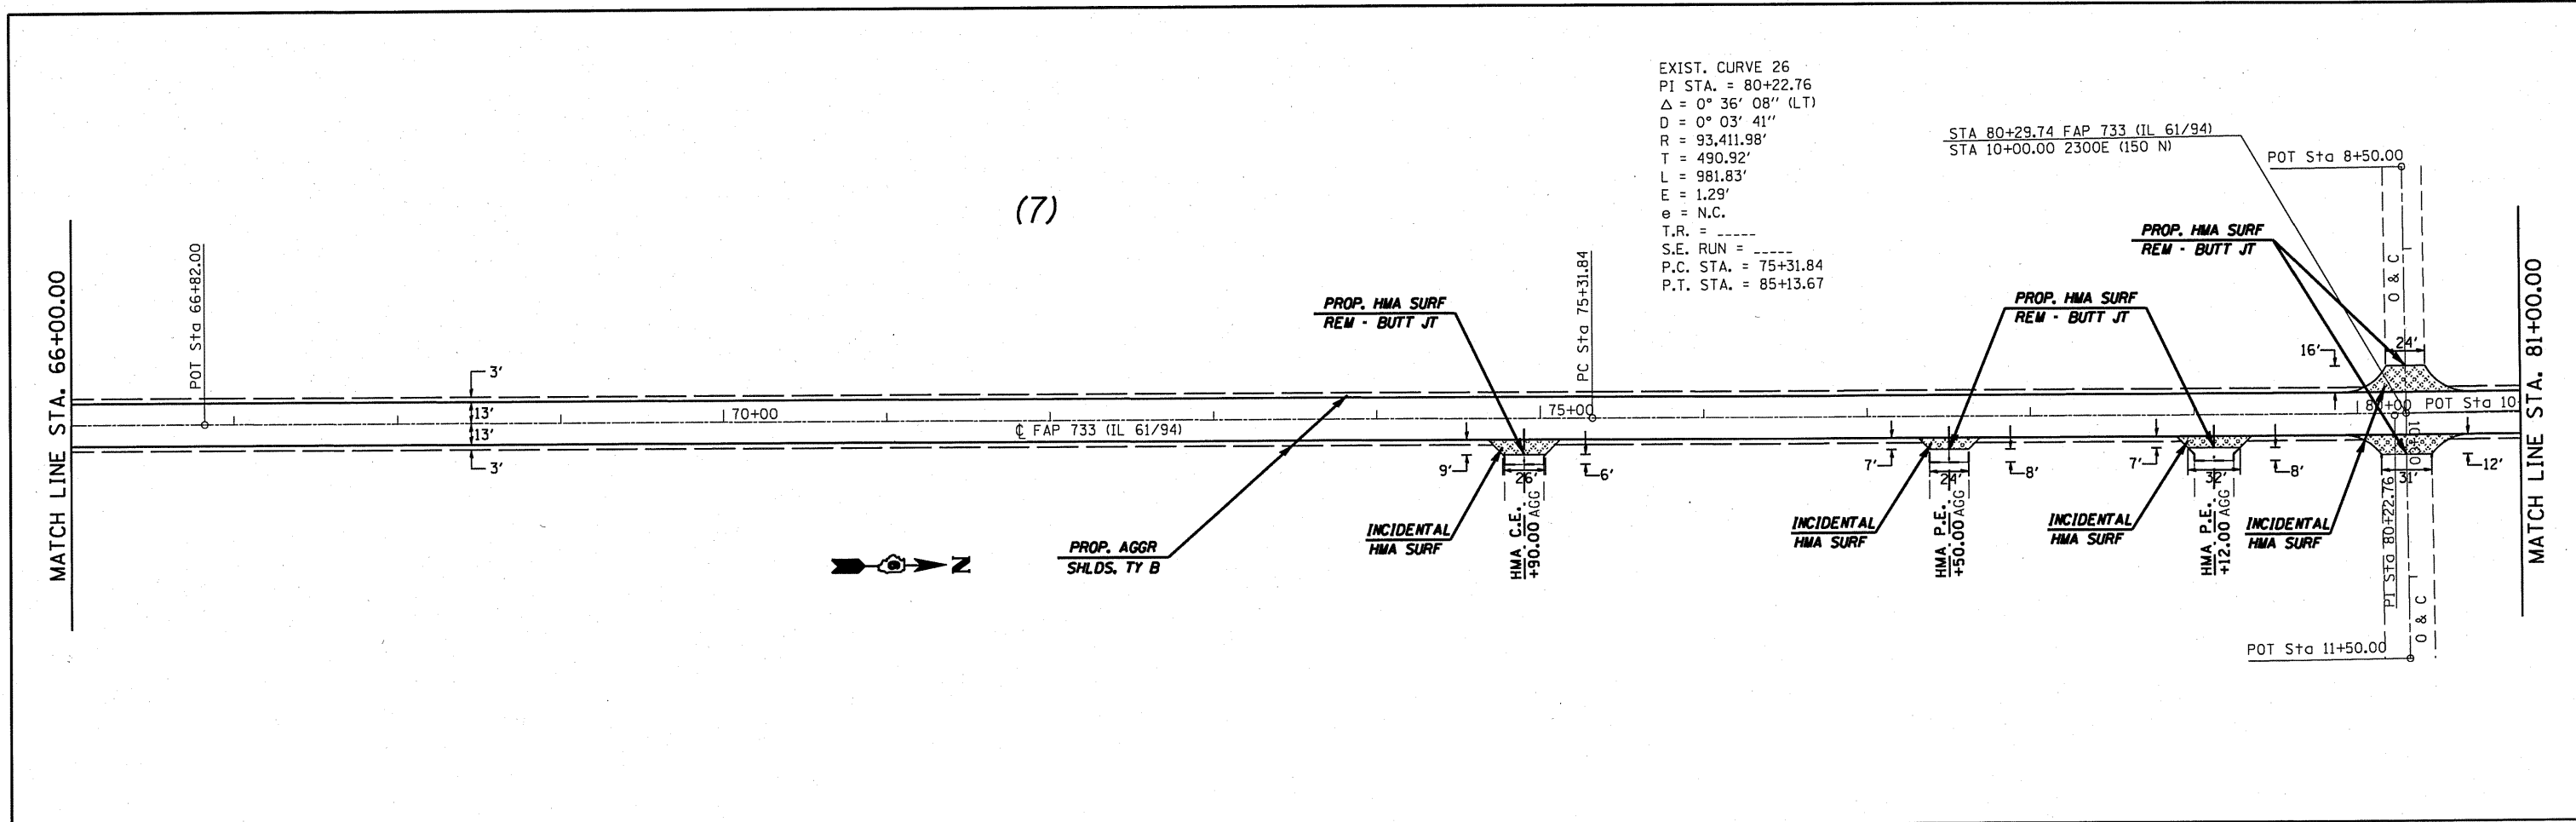 EXIST. CURVE 26
PI STA. = 80+22.76
Δ = 0° 36' 08" (LT)
D = 0° 03' 41"
R = 93,411.98'
T = 490.92'
L = 981.83'
E = 1.29'
e = N.C.
T.R. = _____
S.E. RUN = _____
P.C. STA. = 75+31.84
P.T. STA. = 85+13.67
STA 80+29.74 FAP 733 (IL 61/94)
STA 10+00.00 2300E (150 N)
POT Sta 8+50.00
(7)
MATCH LINE STA. 66+00.00
POT Sta 66+82.00
PC Sta 75+31.84
PROP. HMA SURF
REM - BUTT JT
PROP. HMA SURF
REM - BUTT JT
PROP. HMA SURF
REM - BUTT JT
O & C
MATCH LINE STA. 81+00.00
3'
13'
13'
3'
70+00
75+00
80+00
POT Sta 10
10+00
℄ FAP 733 (IL 61/94)
16'
24'
9'
26'
6'
7'
24'
8'
7'
32'
8'
31'
12'
PROP. AGGR
SHLDS. TY B
N
INCIDENTAL
HMA SURF
HMA C.E.
+90.00 AGG
INCIDENTAL
HMA SURF
HMA P.E.
+50.00 AGG
INCIDENTAL
HMA SURF
HMA P.E.
+12.00 AGG
INCIDENTAL
HMA SURF
PI Sta 80+22.76
O & C
POT Sta 11+50.00